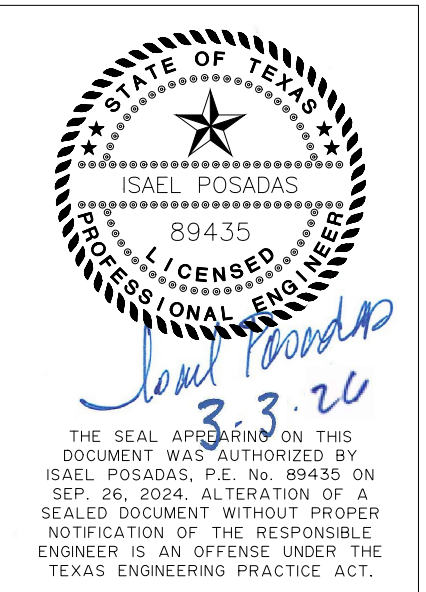 STATE OF TEXAS
ISAEL POSADAS
89435
LICENSED
PROFESSIONAL ENGINEER
Isael Posadas
3-3-26
THE SEAL APPEARING ON THIS
DOCUMENT WAS AUTHORIZED BY
ISAEL POSADAS, P.E. No. 89435 ON
SEP. 26, 2024. ALTERATION OF A
SEALED DOCUMENT WITHOUT PROPER
NOTIFICATION OF THE RESPONSIBLE
ENGINEER IS AN OFFENSE UNDER THE
TEXAS ENGINEERING PRACTICE ACT.